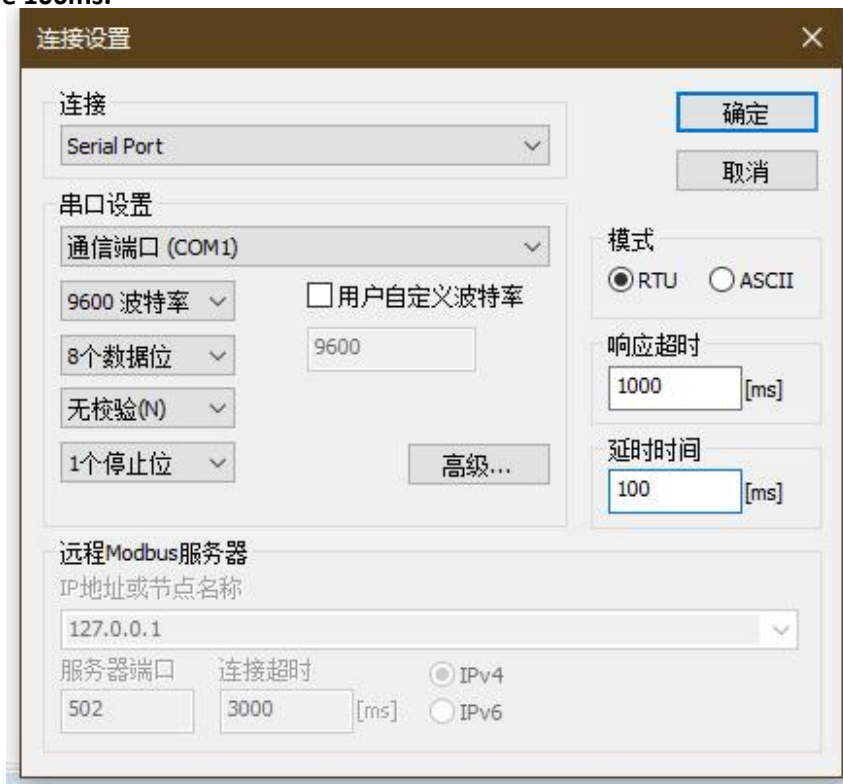 100ms.
连接设置
连接
Serial Port
确定
取消
串口设置
通信端口 (COM1)
9600 波特率
用户自定义波特率
9600
8个数据位
无校验(N)
1个停止位
高级...
模式
RTU
ASCII
响应超时
1000 [ms]
延时时间
100 [ms]
远程Modbus服务器
IP地址或节点名称
127.0.0.1
服务器端口
502
连接超时
3000 [ms]
IPv4
IPv6